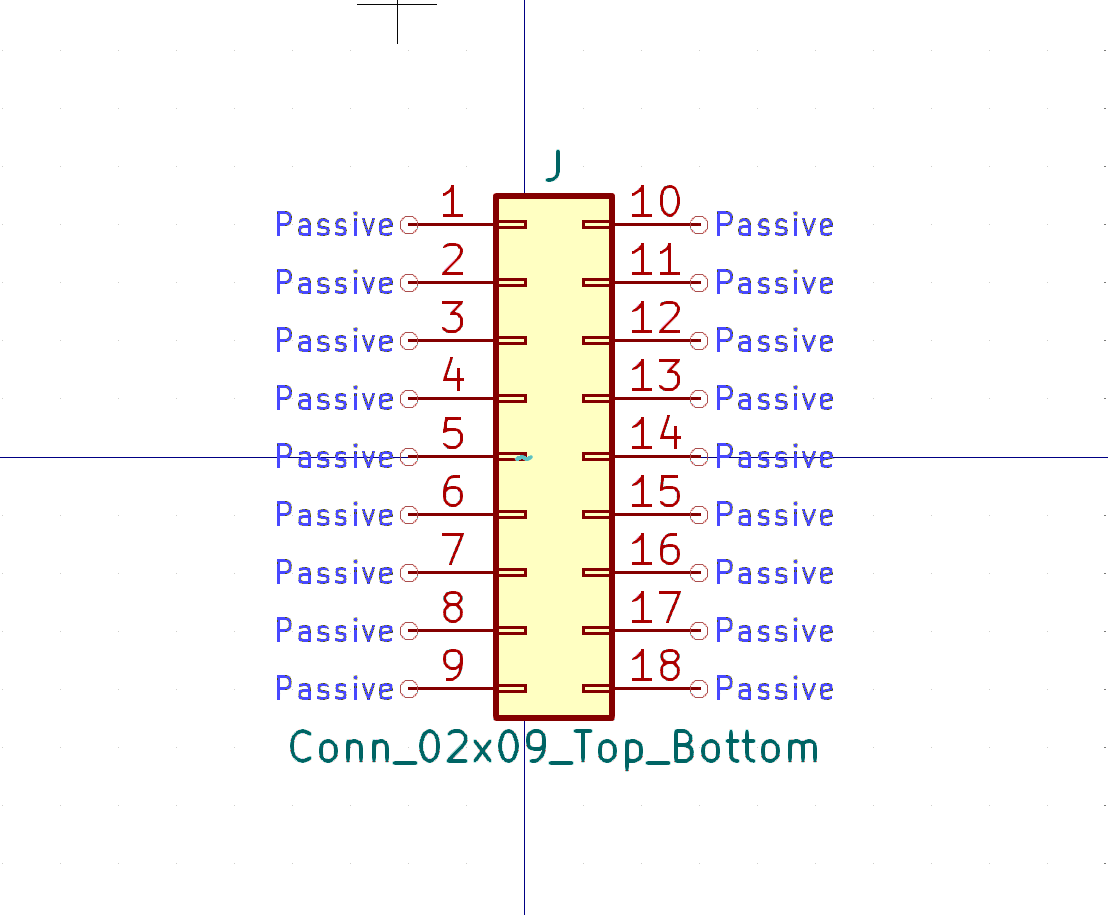 J
Passive 1 10 Passive
Passive 2 11 Passive
Passive 3 12 Passive
Passive 4 13 Passive
Passive 5 14 Passive
Passive 6 15 Passive
Passive 7 16 Passive
Passive 8 17 Passive
Passive 9 18 Passive
Conn_02x09_Top_Bottom